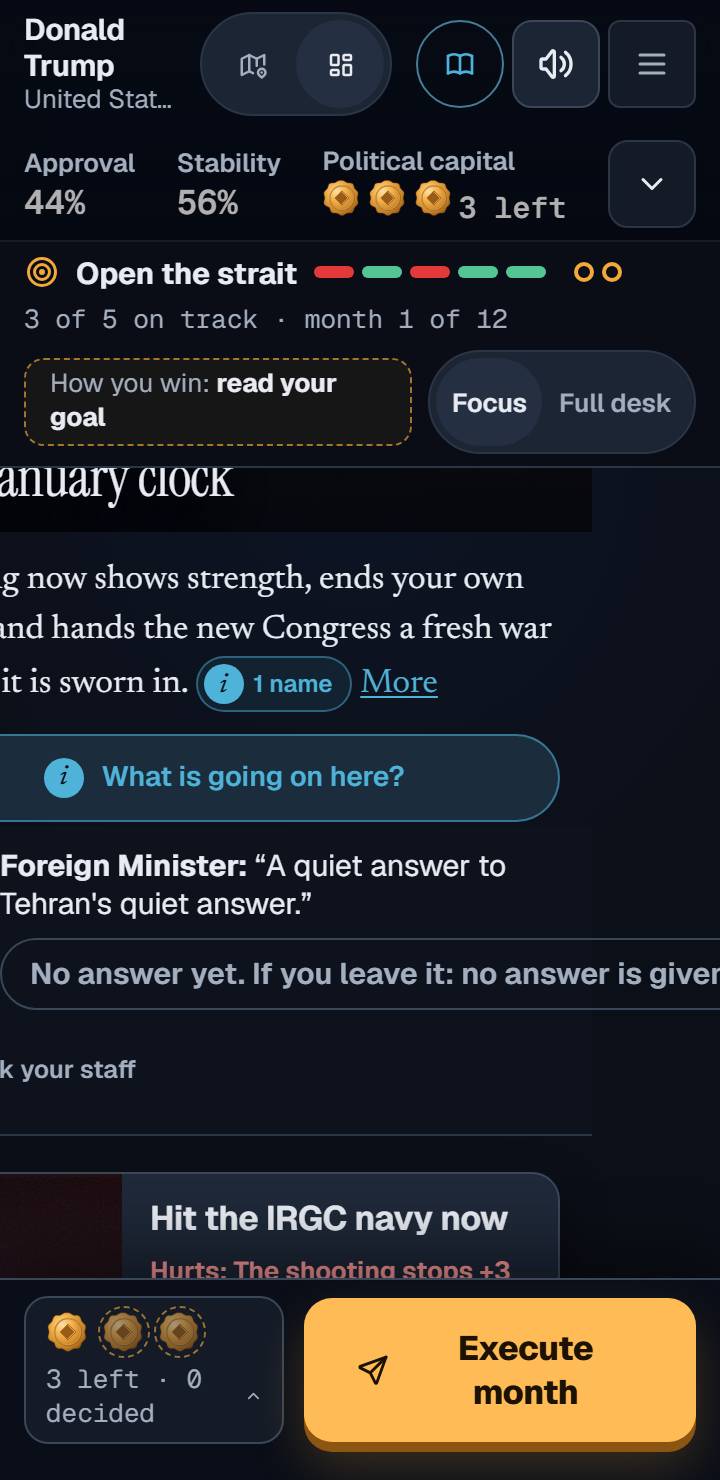 Donald
Trump
United Stat...
Approval
44%
Stability
56%
Political capital
3 left
Open the strait
3 of 5 on track · month 1 of 12
How you win: read your
goal
Focus
Full desk
anuary clock
g now shows strength, ends your own
and hands the new Congress a fresh war
it is sworn in. i 1 name More
i What is going on here?
Foreign Minister: “A quiet answer to
Tehran's quiet answer.”
No answer yet. If you leave it: no answer is given
k your staff
Hit the IRGC navy now
Hurts: The shooting stops +3
3 left · 0
decided
Execute
month